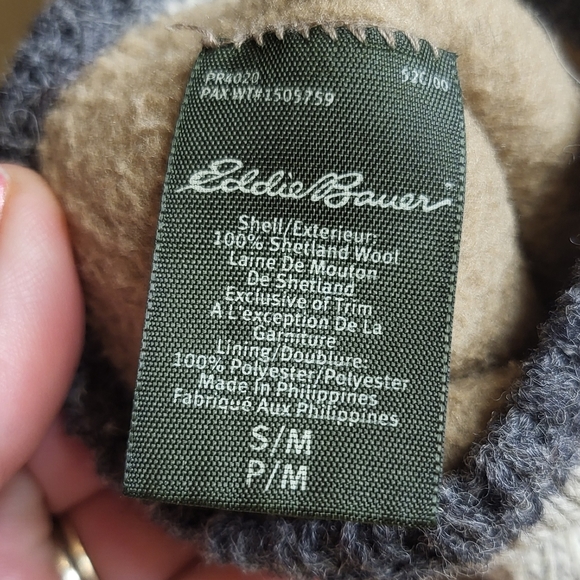 PR4020 52C/00
PAX WT#1505759
Eddie Bauer
Shell/Exterieur:
100% Shetland Wool
Laine De Mouton
De Shetland
Exclusive of Trim
A L'exception De La
Garniture
Lining/Doublure:
100% Polyester/Polyester
Made In Philippines
Fabriqué Aux Philippines
S/M
P/M